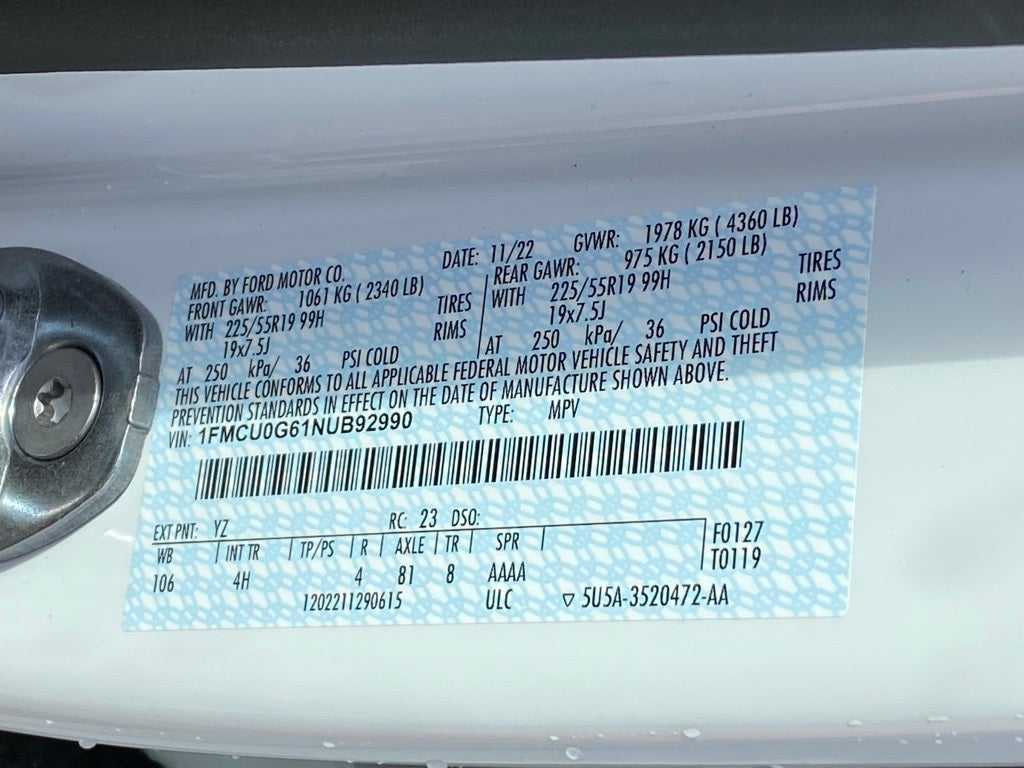 MFD. BY FORD MOTOR CO. DATE: 11/22 GVWR: 1978 KG ( 4360 LB)
FRONT GAWR: 1061 KG ( 2340 LB) REAR GAWR: 975 KG ( 2150 LB)
WITH 225/55R19 99H TIRES WITH 225/55R19 99H TIRES
19x7.5J RIMS 19x7.5J RIMS
AT 250 kPa/ 36 PSI COLD AT 250 kPa/ 36 PSI COLD
THIS VEHICLE CONFORMS TO ALL APPLICABLE FEDERAL MOTOR VEHICLE SAFETY AND THEFT
PREVENTION STANDARDS IN EFFECT ON THE DATE OF MANUFACTURE SHOWN ABOVE.
VIN: 1FMCU0G61NUB92990 TYPE: MPV
EXT PNT: YZ RC: 23 DSO:
WB INT TR TP/PS R AXLE TR SPR F0127
106 4H 4 81 8 AAAA T0119
1202211290615 ULC ▽ 5U5A-3520472-AA